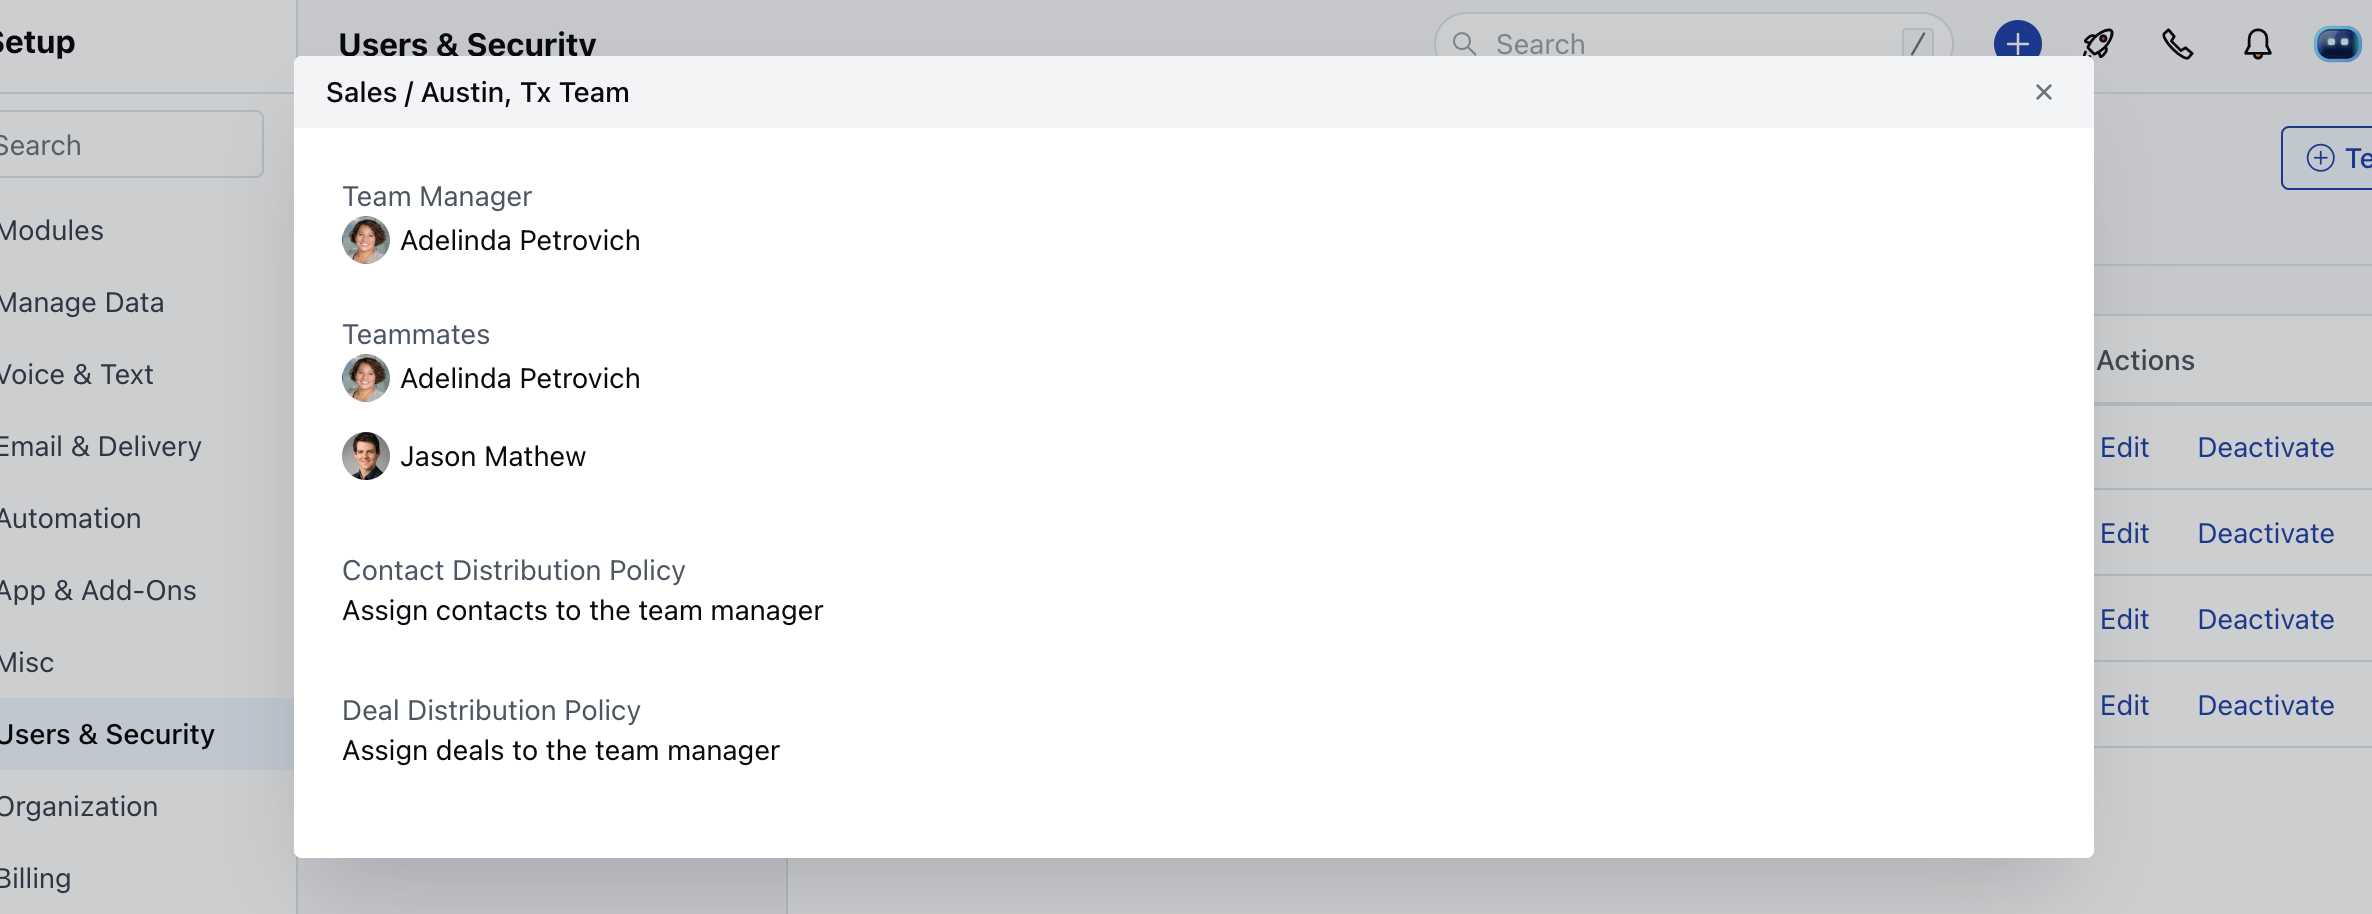 Setup
Users & Security
Search
/
Sales / Austin, Tx Team
Search
Modules
Manage Data
Voice & Text
Email & Delivery
Automation
App & Add-Ons
Misc
Users & Security
Organization
Billing
Team Manager
Adelinda Petrovich
Teammates
Adelinda Petrovich
Jason Mathew
Contact Distribution Policy
Assign contacts to the team manager
Deal Distribution Policy
Assign deals to the team manager
Actions
Edit Deactivate
Edit Deactivate
Edit Deactivate
Edit Deactivate